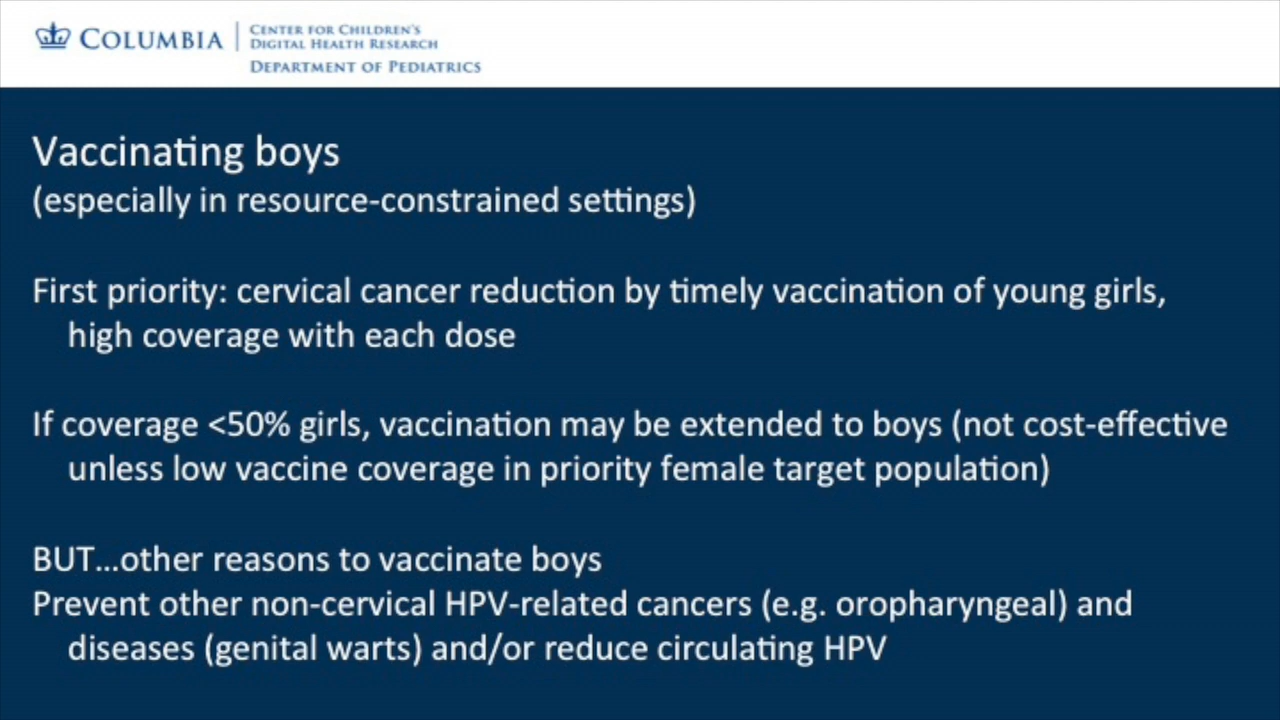 COLUMBIA
CENTER FOR CHILDREN'S
DIGITAL HEALTH RESEARCH
DEPARTMENT OF PEDIATRICS
Vaccinating boys
(especially in resource-constrained settings)
First priority: cervical cancer reduction by timely vaccination of young girls,
high coverage with each dose
If coverage <50% girls, vaccination may be extended to boys (not cost-effective
unless low vaccine coverage in priority female target population)
BUT...other reasons to vaccinate boys
Prevent other non-cervical HPV-related cancers (e.g. oropharyngeal) and
diseases (genital warts) and/or reduce circulating HPV